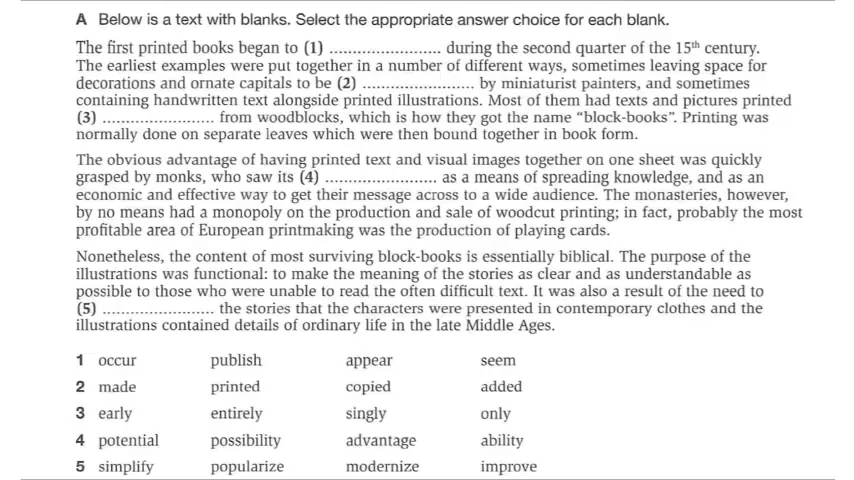 A Below is a text with blanks. Select the appropriate answer choice for each blank.
The first printed books began to (1) ........................ during the second quarter of the 15th century.
The earliest examples were put together in a number of different ways, sometimes leaving space for
decorations and ornate capitals to be (2) ........................ by miniaturist painters, and sometimes
containing handwritten text alongside printed illustrations. Most of them had texts and pictures printed
(3) ........................ from woodblocks, which is how they got the name "block-books". Printing was
normally done on separate leaves which were then bound together in book form.
The obvious advantage of having printed text and visual images together on one sheet was quickly
grasped by monks, who saw its (4) ........................ as a means of spreading knowledge, and as an
economic and effective way to get their message across to a wide audience. The monasteries, however,
by no means had a monopoly on the production and sale of woodcut printing; in fact, probably the most
profitable area of European printmaking was the production of playing cards.
Nonetheless, the content of most surviving block-books is essentially biblical. The purpose of the
illustrations was functional: to make the meaning of the stories as clear and as understandable as
possible to those who were unable to read the often difficult text. It was also a result of the need to
(5) ........................ the stories that the characters were presented in contemporary clothes and the
illustrations contained details of ordinary life in the late Middle Ages.
1 occur publish appear seem
2 made printed copied added
3 early entirely singly only
4 potential possibility advantage ability
5 simplify popularize modernize improve